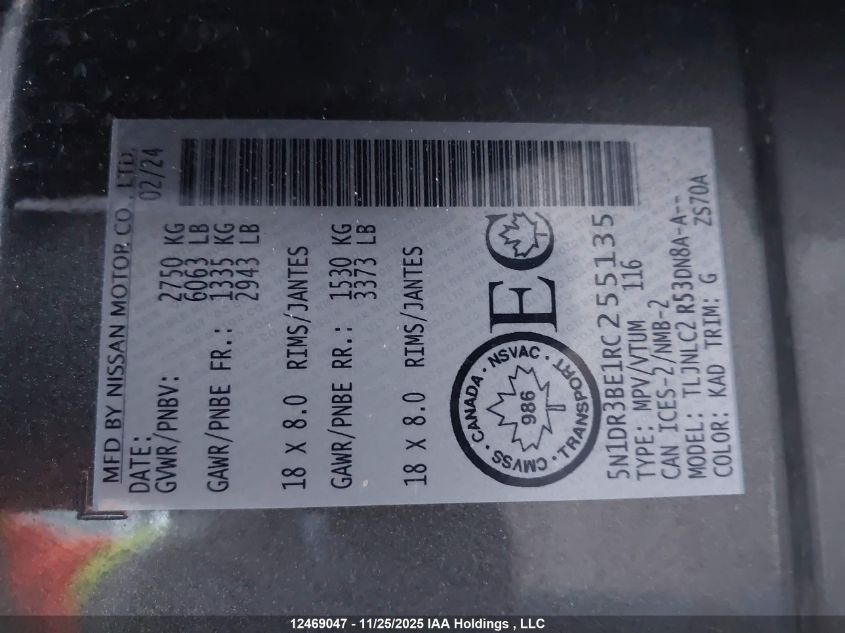 MFD BY NISSAN MOTOR CO., LTD.
DATE: 02/24
GVWR/PNBV: 2750 KG
6063 LB
GAWR/PNBE FR.: 1335 KG
2943 LB
18 X 8.0 RIMS/JANTES
GAWR/PNBE RR.: 1530 KG
3373 LB
18 X 8.0 RIMS/JANTES
CANADA · NSVAC · TRANSPORT · CMVSS ·
986
EC
5N1DR3BE1RC255135
TYPE: MPV/VTUM 116
CAN ICES-2/NMB-2
MODEL: TLJNLC2 R53DN8A-A--
COLOR: KAD TRIM: G ZS70A
12469047 - 11/25/2025 IAA Holdings , LLC